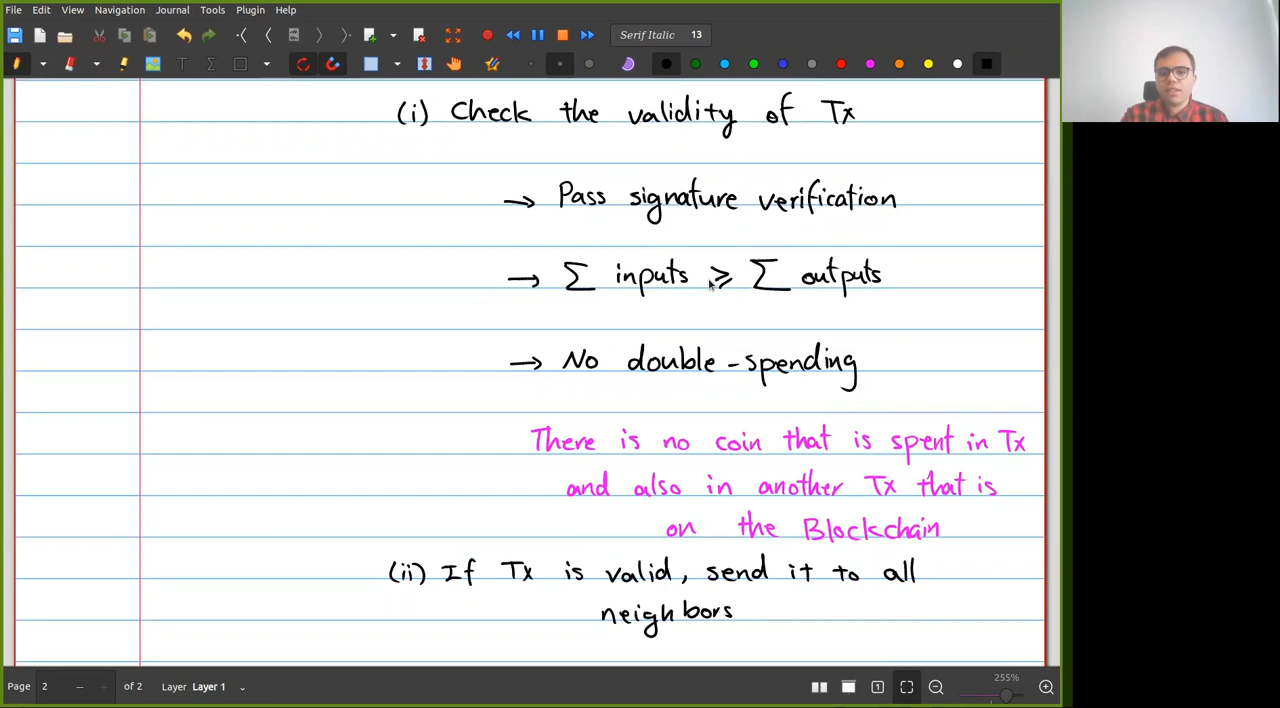 File Edit View Navigation Journal Tools Plugin Help
Serif Italic 13
(i) Check the validity of Tx
→ Pass signature verification
→ Σ inputs ⩾ Σ outputs
→ No double-spending
There is no coin that is spent in Tx
and also in another Tx that is
on the Blockchain
(ii) If Tx is valid, send it to all
neighbors
Page 2 of 2 Layer Layer 1 255%